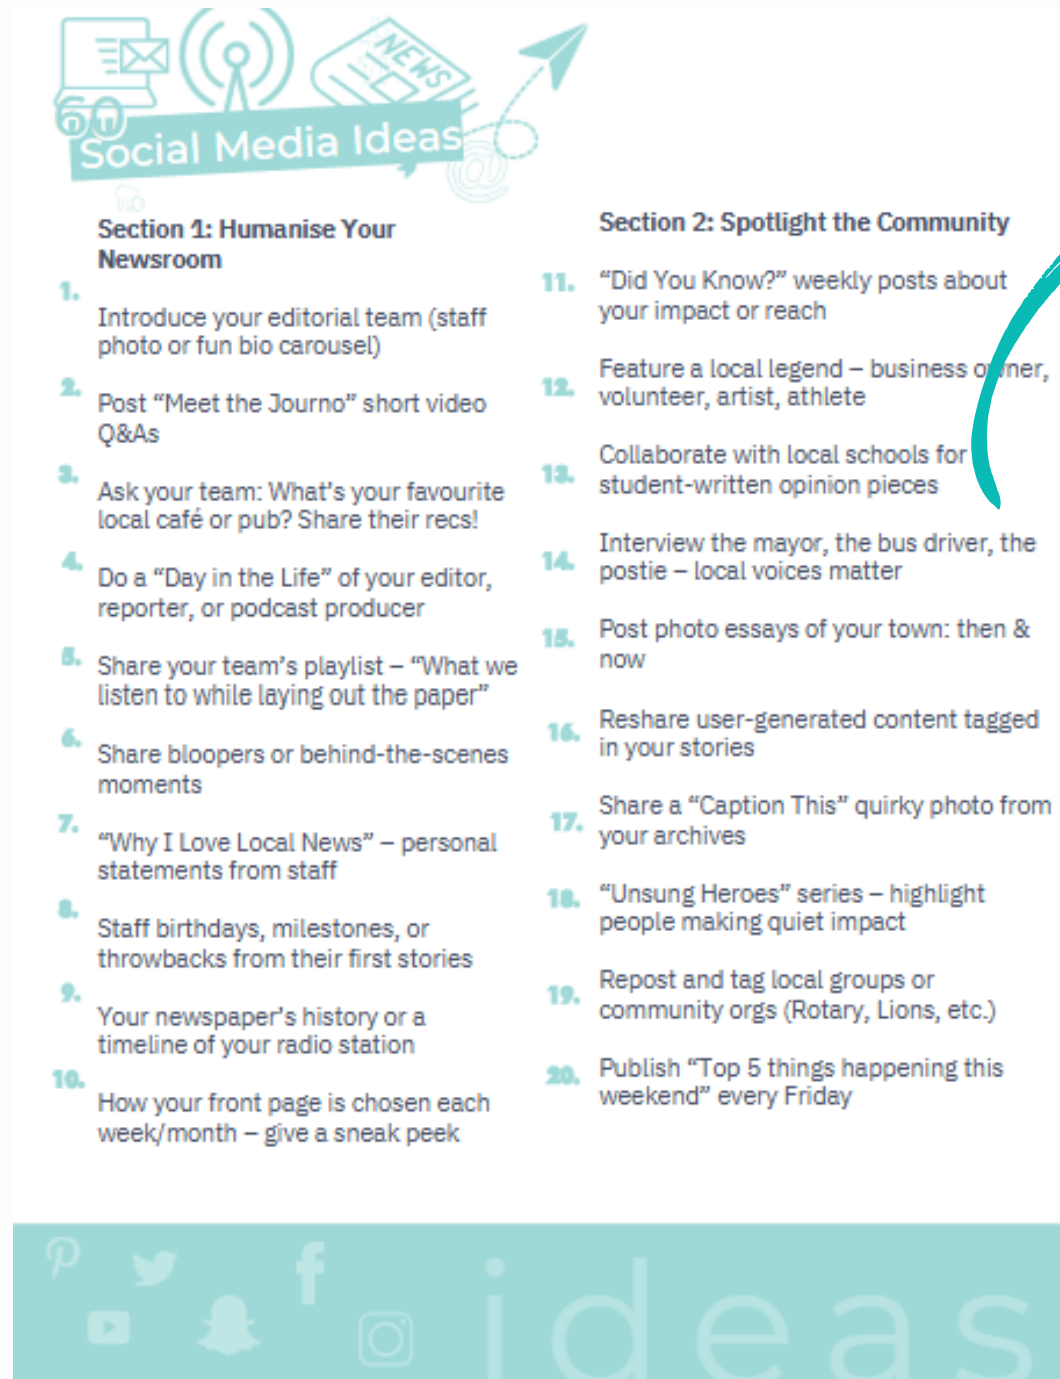 NEWS
60
Social Media Ideas
@
Section 1: Humanise Your
Newsroom
1.
Introduce your editorial team (staff
photo or fun bio carousel)
2.
Post “Meet the Journo” short video
Q&As
3.
Ask your team: What's your favourite
local café or pub? Share their recs!
4.
Do a “Day in the Life” of your editor,
reporter, or podcast producer
5.
Share your team’s playlist – “What we
listen to while laying out the paper”
6.
Share bloopers or behind-the-scenes
moments
7.
“Why I Love Local News” – personal
statements from staff
8.
Staff birthdays, milestones, or
throwbacks from their first stories
9.
Your newspaper’s history or a
timeline of your radio station
10.
How your front page is chosen each
week/month – give a sneak peek
Section 2: Spotlight the Community
11. “Did You Know?” weekly posts about
your impact or reach
12. Feature a local legend – business owner,
volunteer, artist, athlete
13. Collaborate with local schools for
student-written opinion pieces
14. Interview the mayor, the bus driver, the
postie – local voices matter
15. Post photo essays of your town: then &
now
16. Reshare user-generated content tagged
in your stories
17. Share a “Caption This” quirky photo from
your archives
18. “Unsung Heroes” series – highlight
people making quiet impact
19. Repost and tag local groups or
community orgs (Rotary, Lions, etc.)
20. Publish “Top 5 things happening this
weekend” every Friday
ideas